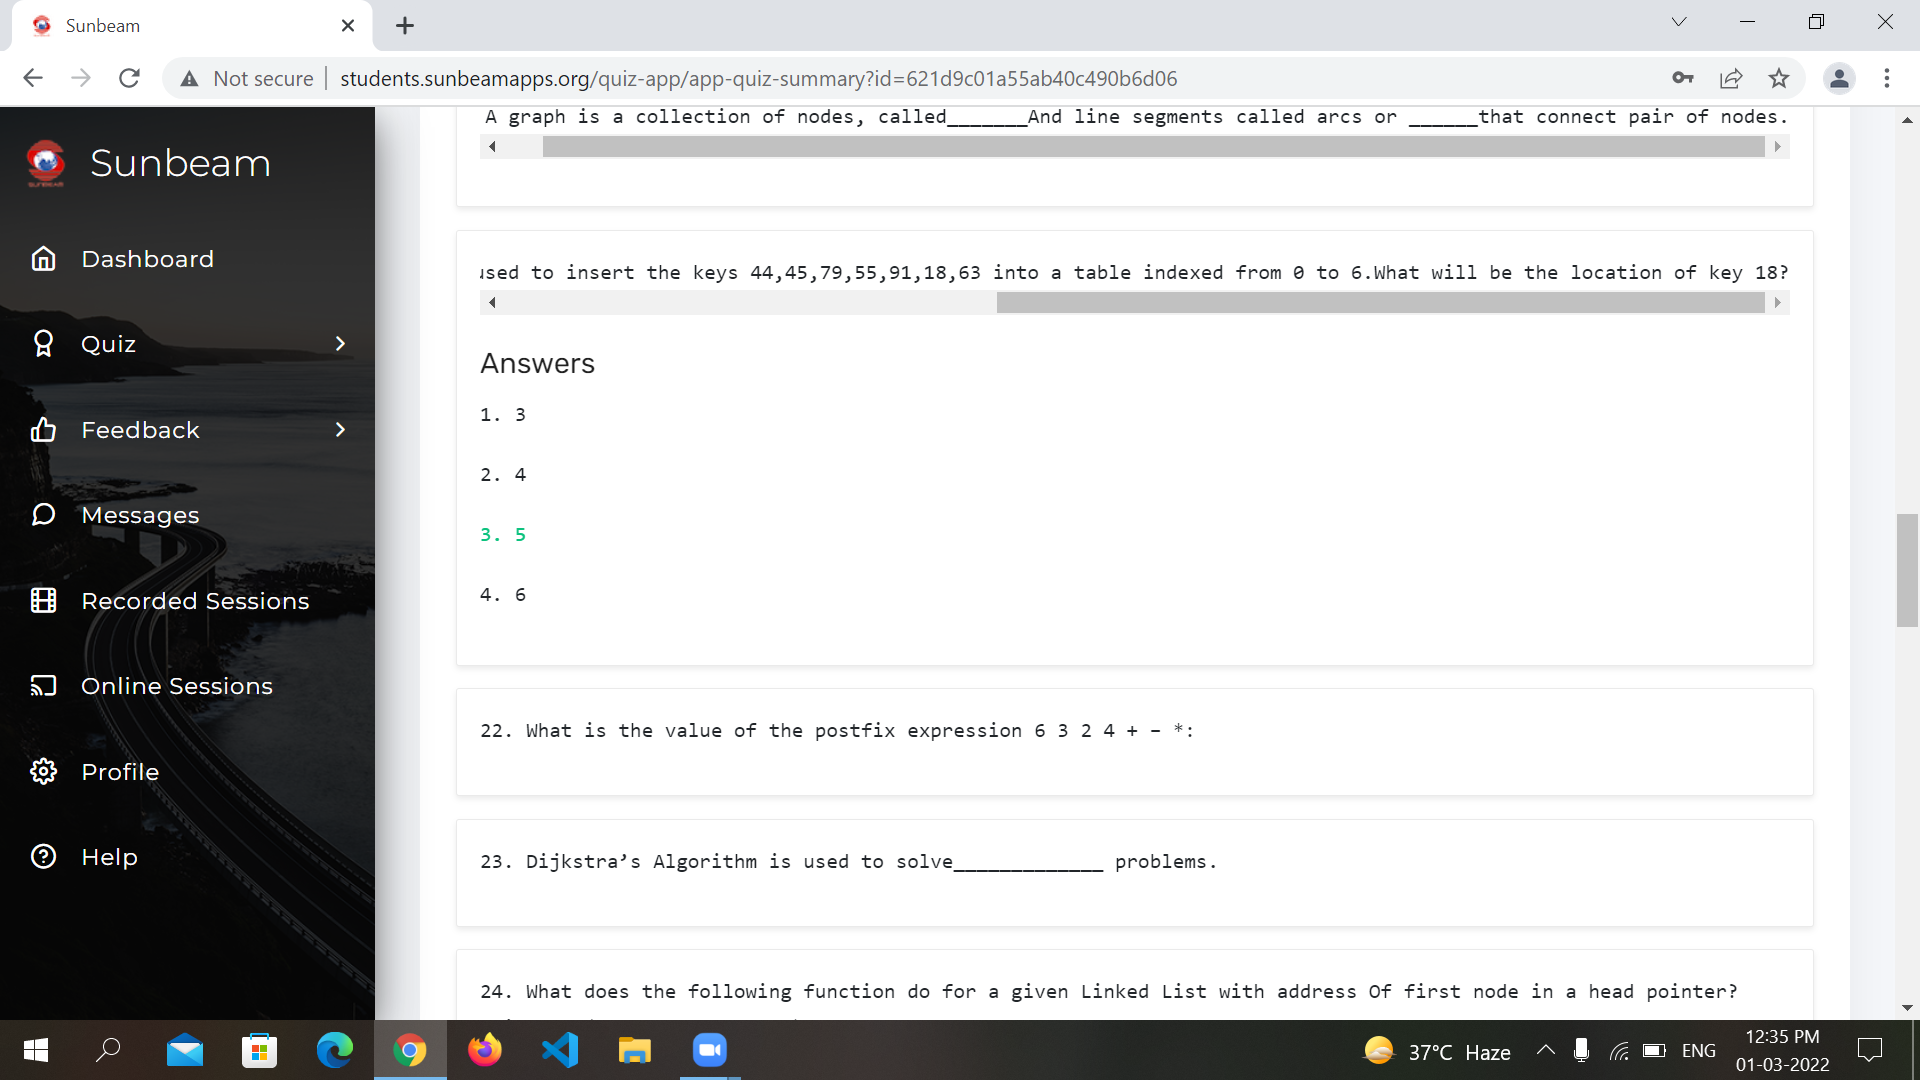 Sunbeam
Not secure
students.sunbeamapps.org/quiz-app/app-quiz-summary?id=621d9c01a55ab40c490b6d06
Sunbeam
Dashboard
Quiz
Feedback
Messages
Recorded Sessions
Online Sessions
Profile
Help
A graph is a collection of nodes, called_______And line segments called arcs or ______that connect pair of nodes.
used to insert the keys 44,45,79,55,91,18,63 into a table indexed from 0 to 6.What will be the location of key 18?
Answers
1. 3
2. 4
3. 5
4. 6
22. What is the value of the postfix expression 6 3 2 4 + – *:
23. Dijkstra’s Algorithm is used to solve_____________ problems.
24. What does the following function do for a given Linked List with address Of first node in a head pointer?
37°C Haze
ENG
12:35 PM
01-03-2022